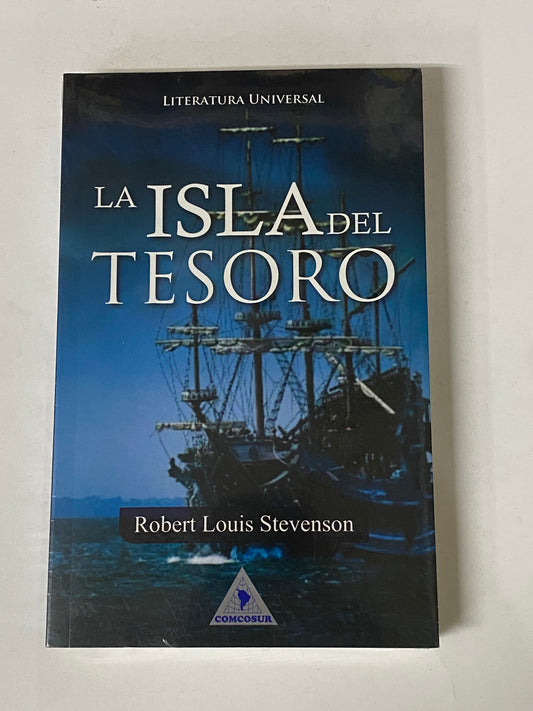 LITERATURA UNIVERSAL
LA ISLA DEL
TESORO
Robert Louis Stevenson
COMCOSUR